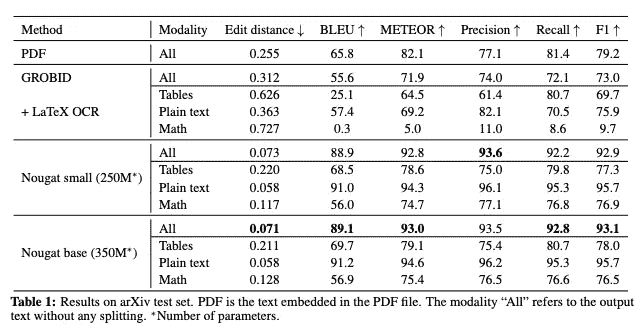 Method Modality Edit distance ↓ BLEU ↑ METEOR ↑ Precision ↑ Recall ↑ F1 ↑
PDF All 0.255 65.8 82.1 77.1 81.4 79.2
GROBID All 0.312 55.6 71.9 74.0 72.1 73.0
Tables 0.626 25.1 64.5 61.4 80.7 69.7
+ LaTeX OCR Plain text 0.363 57.4 69.2 82.1 70.5 75.9
Math 0.727 0.3 5.0 11.0 8.6 9.7
All 0.073 88.9 92.8 93.6 92.2 92.9
Nougat small (250M*) Tables 0.220 68.5 78.6 75.0 79.8 77.3
Plain text 0.058 91.0 94.3 96.1 95.3 95.7
Math 0.117 56.0 74.7 77.1 76.8 76.9
All 0.071 89.1 93.0 93.5 92.8 93.1
Nougat base (350M*) Tables 0.211 69.7 79.1 75.4 80.7 78.0
Plain text 0.058 91.2 94.6 96.2 95.3 95.7
Math 0.128 56.9 75.4 76.5 76.6 76.5
Table 1: Results on arXiv test set. PDF is the text embedded in the PDF file. The modality “All” refers to the output
text without any splitting. *Number of parameters.